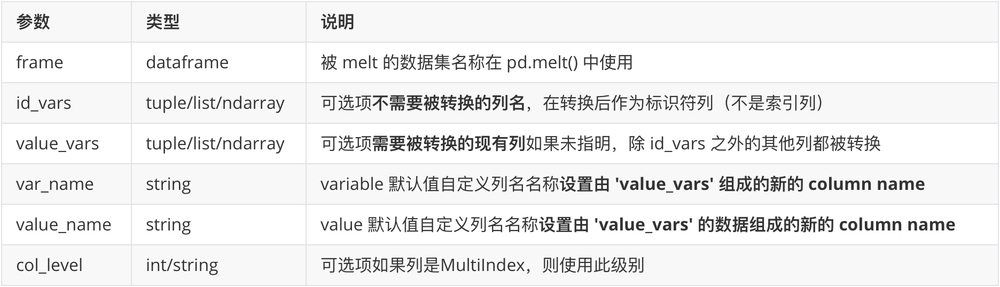 参数 类型 说明
frame dataframe 被 melt 的数据集名称在 pd.melt() 中使用
id_vars tuple/list/ndarray 可选项不需要被转换的列名，在转换后作为标识符列（不是索引列）
value_vars tuple/list/ndarray 可选项需要被转换的现有列如果未指明，除 id_vars 之外的其他列都被转换
var_name string variable 默认值自定义列名名称设置由 'value_vars' 组成的新的 column name
value_name string value 默认值自定义列名名称设置由 'value_vars' 的数据组成的新的 column name
col_level int/string 可选项如果列是MultiIndex，则使用此级别